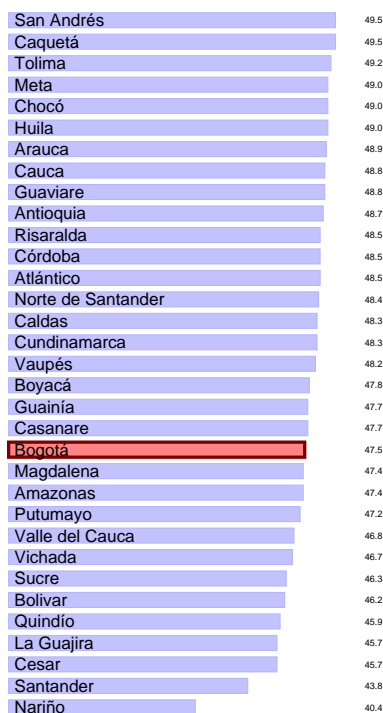 San Andrés 49.5
Caquetá 49.5
Tolima 49.2
Meta 49.0
Chocó 49.0
Huila 49.0
Arauca 48.9
Cauca 48.8
Guaviare 48.8
Antioquia 48.7
Risaralda 48.5
Córdoba 48.5
Atlántico 48.5
Norte de Santander 48.4
Caldas 48.3
Cundinamarca 48.3
Vaupés 48.2
Boyacá 47.8
Guainía 47.7
Casanare 47.7
Bogotá 47.5
Magdalena 47.4
Amazonas 47.4
Putumayo 47.2
Valle del Cauca 46.8
Vichada 46.7
Sucre 46.3
Bolivar 46.2
Quindío 45.9
La Guajira 45.7
Cesar 45.7
Santander 43.8
Nariño 40.4